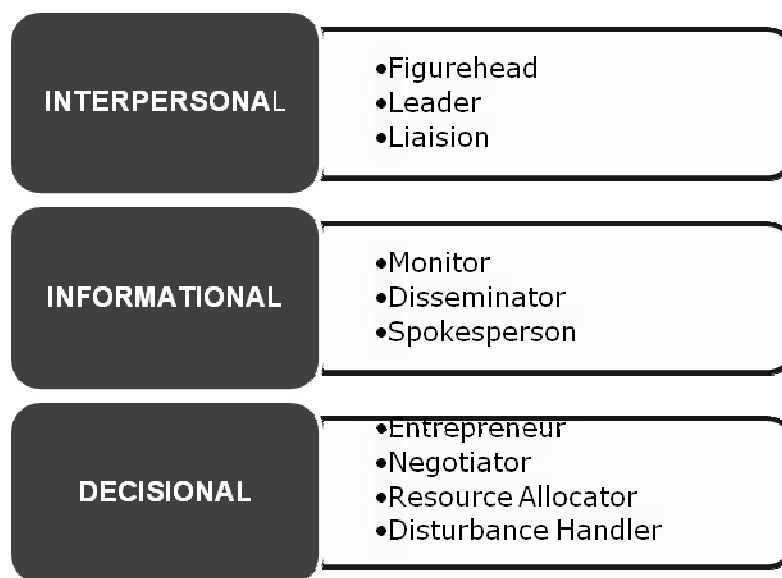 INTERPERSONAL
•Figurehead
•Leader
•Liaision
INFORMATIONAL
•Monitor
•Disseminator
•Spokesperson
DECISIONAL
•Entrepreneur
•Negotiator
•Resource Allocator
•Disturbance Handler